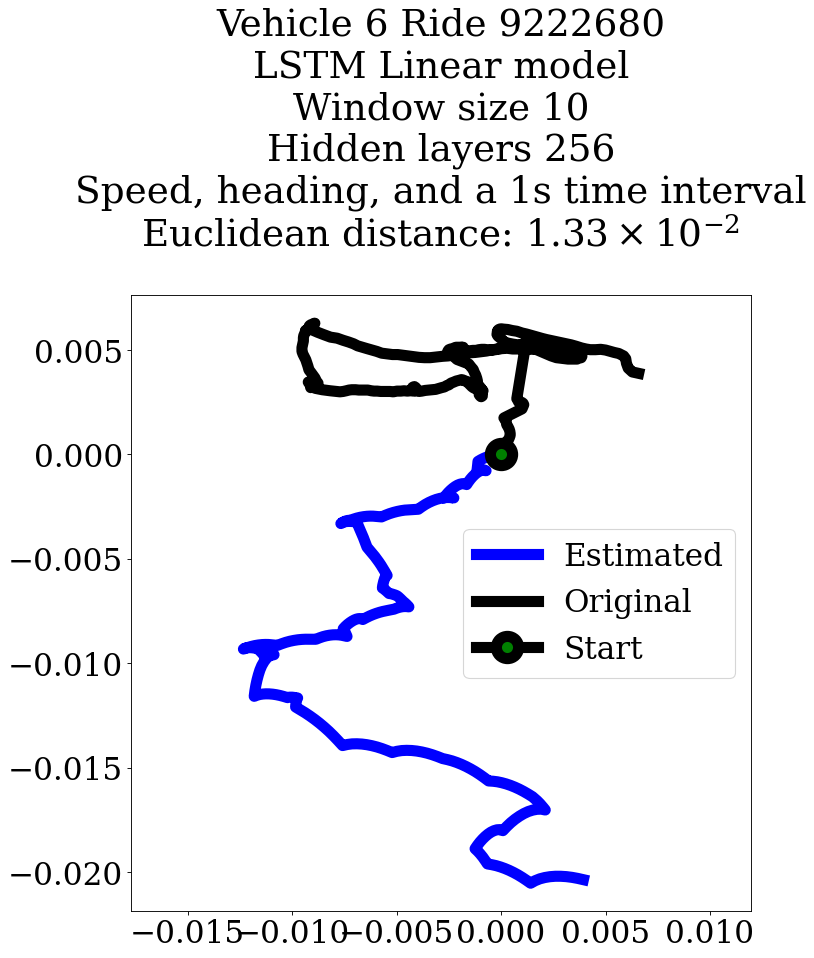 Vehicle 6 Ride 9222680
LSTM Linear model
Window size 10
Hidden layers 256
Speed, heading, and a 1s time interval
Euclidean distance: 1.33 × 10⁻²
0.005
0.000
−0.005
−0.010
−0.015
−0.020
Estimated
Original
Start
−0.015 −0.010 −0.005 0.000 0.005 0.010